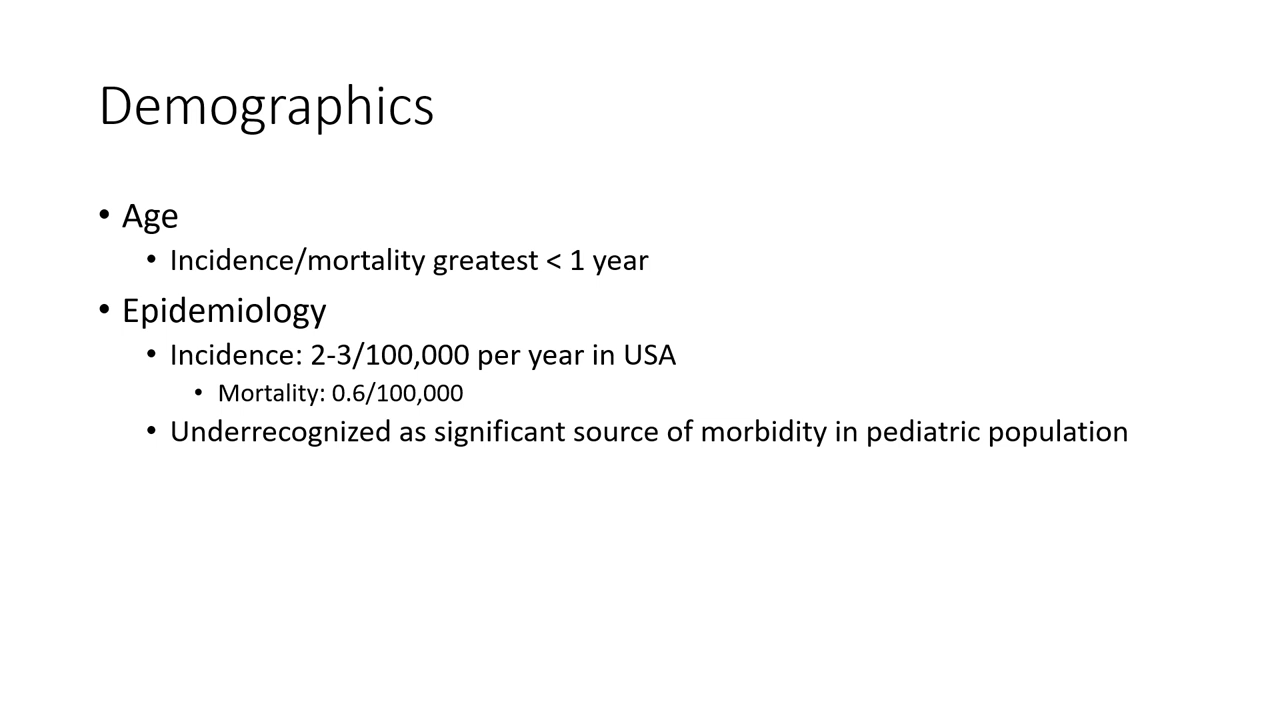 Demographics
• Age
• Incidence/mortality greatest < 1 year
• Epidemiology
• Incidence: 2-3/100,000 per year in USA
• Mortality: 0.6/100,000
• Underrecognized as significant source of morbidity in pediatric population